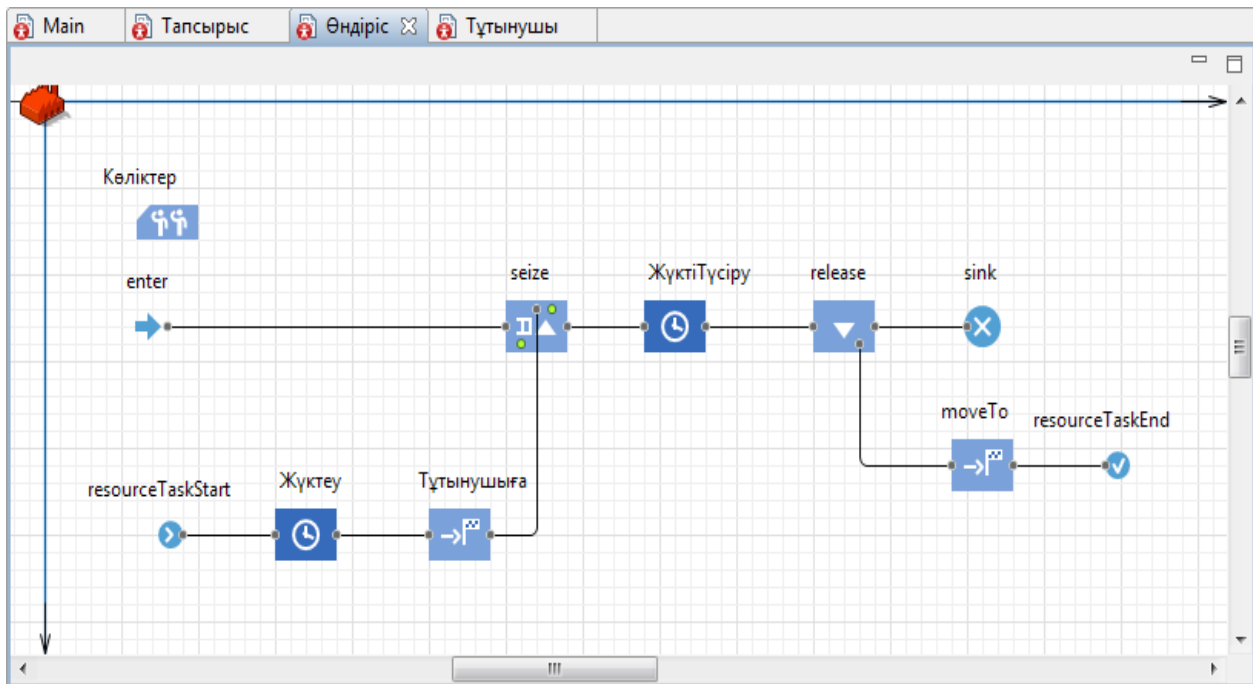 Main
Тапсырыс
Өндіріс
Тұтынушы
Көліктер
enter
seize
ЖүктіТүсіру
release
sink
moveTo
resourceTaskEnd
resourceTaskStart
Жүктеу
Тұтынушыға